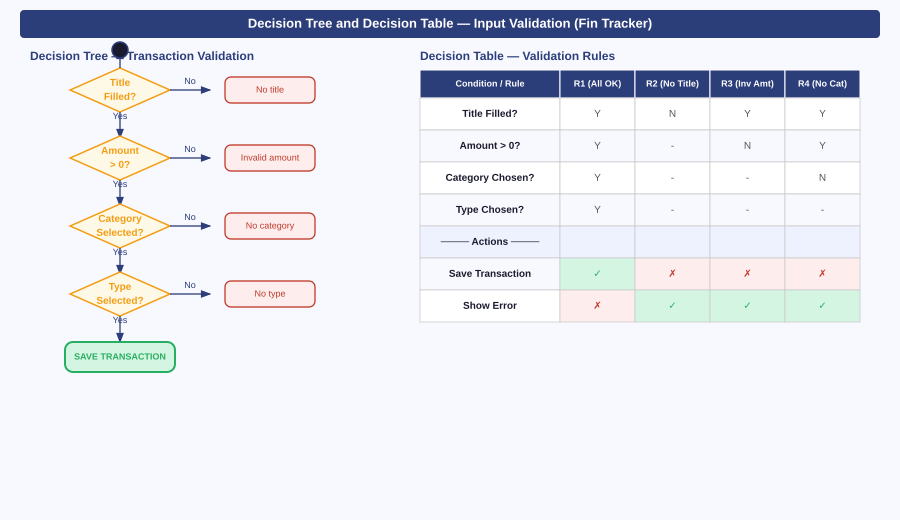 Decision Tree and Decision Table — Input Validation (Fin Tracker)
Decision Tree — Transaction Validation
Title
Filled?
No
No title
Yes
Amount
> 0?
No
Invalid amount
Yes
Category
Selected?
No
No category
Yes
Type
Selected?
No
No type
Yes
SAVE TRANSACTION
Decision Table — Validation Rules
Condition / Rule R1 (All OK) R2 (No Title) R3 (Inv Amt) R4 (No Cat)
Title Filled? Y N Y Y
Amount > 0? Y - N Y
Category Chosen? Y - - N
Type Chosen? Y - - -
─── Actions ───
Save Transaction ✓ ✗ ✗ ✗
Show Error ✗ ✓ ✓ ✓